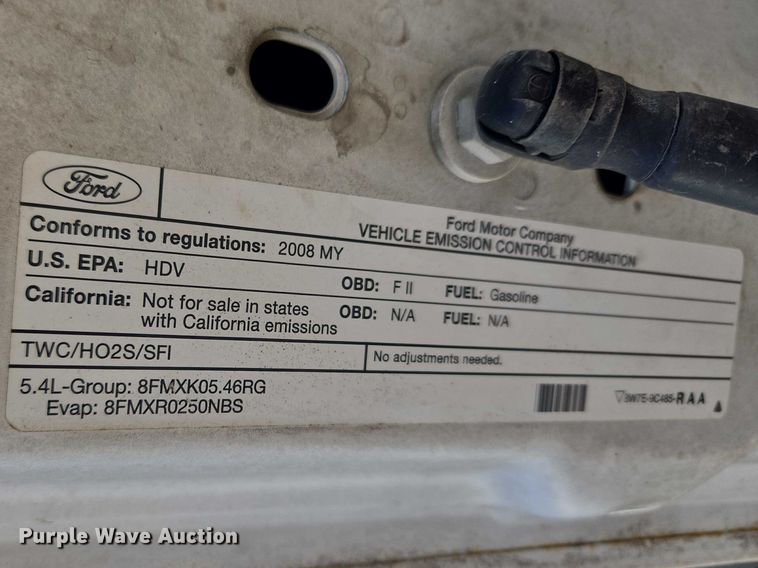 Ford
Ford Motor Company
VEHICLE EMISSION CONTROL INFORMATION
Conforms to regulations: 2008 MY
U.S. EPA: HDV OBD: F II FUEL: Gasoline
California: Not for sale in states with California emissions OBD: N/A FUEL: N/A
TWC/HO2S/SFI No adjustments needed.
5.4L-Group: 8FMXK05.46RG
Evap: 8FMXR0250NBS
-9C485-RAA
Purple Wave Auction